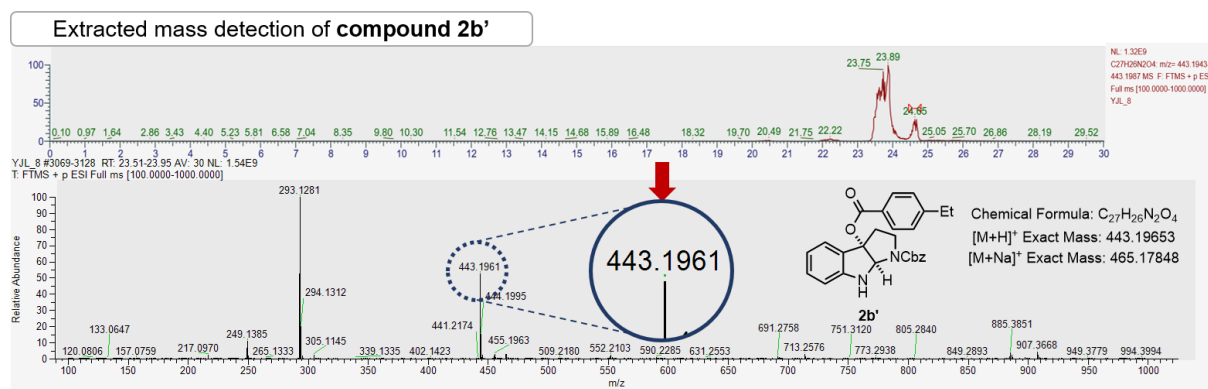 Extracted mass detection of compound 2b’
NL: 1.32E9
C27H26N2O4: m/z= 443.1943-
443.1987 MS F: FTMS + p ESI
Full ms [100.0000-1000.0000]
YJL_8
100
50
0
23.75 23.89
24.65
0.10 0.97 1.64 2.86 3.43 4.40 5.23 5.81 6.58 7.04 8.35 9.80 10.30 11.54 12.76 13.47 14.15 14.68 15.89 16.48 18.32 19.70 20.49 21.75 22.22 25.05 25.70 26.86 28.19 29.52
0 1 2 3 4 5 6 7 8 9 10 11 12 13 14 15 16 17 18 19 20 21 22 23 24 25 26 27 28 29 30
YJL_8 #3069-3128 RT: 23.51-23.95 AV: 30 NL: 1.54E9
T: FTMS + p ESI Full ms [100.0000-1000.0000]
Relative Abundance
100
90
80
70
60
50
40
30
20
10
0
293.1281
443.1961
294.1312
444.1995
133.0647
249.1385
441.2174
305.1145
455.1963
217.0970
120.0806 157.0759 265.1333 339.1335 402.1423 509.2180 552.2103 590.2285 631.2553
691.2758
751.3120
805.2840
885.3851
713.2576
773.2938
849.2893
907.3668
949.3779
994.3994
100 150 200 250 300 350 400 450 500 550 600 650 700 750 800 850 900 950 1000
m/z
443.1961
O
O
Et
NCbz
N
H
H
2b'
Chemical Formula: C₂₇H₂₆N₂O₄
[M+H]⁺ Exact Mass: 443.19653
[M+Na]⁺ Exact Mass: 465.17848